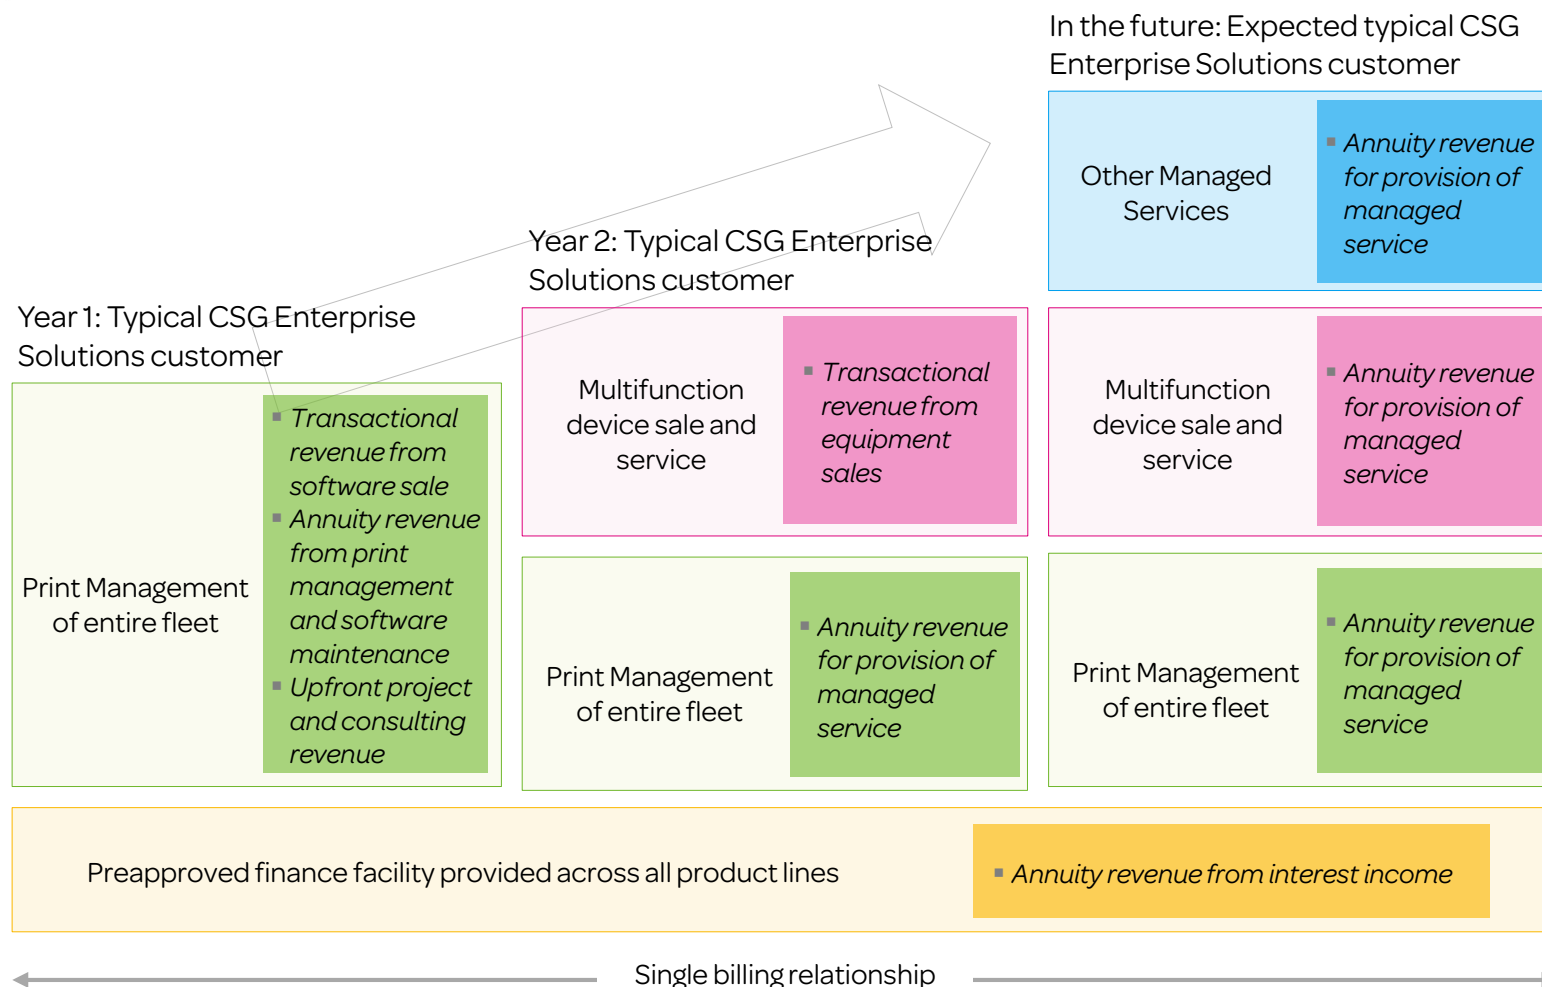 In the future: Expected typical CSG
Enterprise Solutions customer
Other Managed
Services
▪ Annuity revenue
for provision of
managed
service
Year 2: Typical CSG Enterprise
Solutions customer
Multifunction
device sale and
service
▪ Transactional
revenue from
equipment
sales
Multifunction
device sale and
service
▪ Annuity revenue
for provision of
managed
service
Year 1: Typical CSG Enterprise
Solutions customer
Print Management
of entire fleet
▪ Transactional
revenue from
software sale
▪ Annuity revenue
from print
management
and software
maintenance
▪ Upfront project
and consulting
revenue
Print Management
of entire fleet
▪ Annuity revenue
for provision of
managed
service
Print Management
of entire fleet
▪ Annuity revenue
for provision of
managed
service
Preapproved finance facility provided across all product lines
▪ Annuity revenue from interest income
Single billing relationship